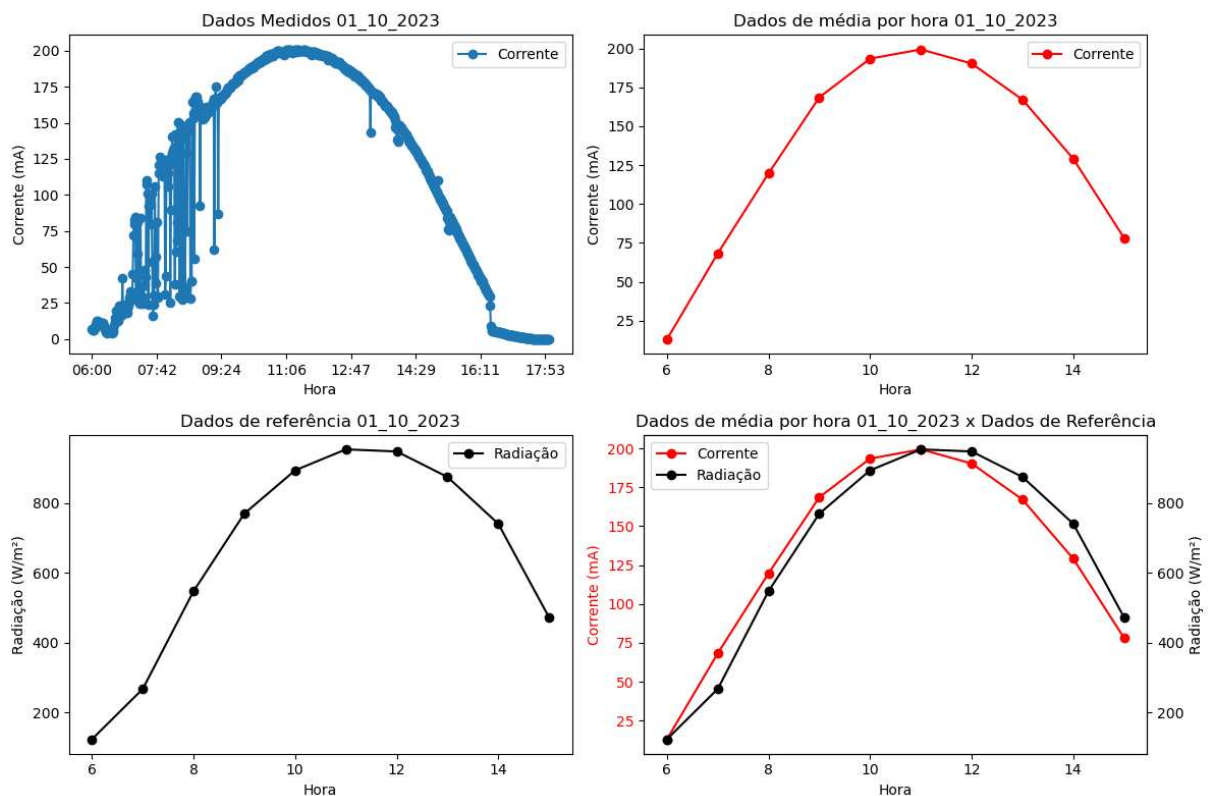 Dados Medidos 01_10_2023
Corrente
Corrente (mA)
200
175
150
125
100
75
50
25
0
06:00 07:42 09:24 11:06 12:47 14:29 16:11 17:53
Hora
Dados de média por hora 01_10_2023
Corrente
Corrente (mA)
200
175
150
125
100
75
50
25
6 8 10 12 14
Hora
Dados de referência 01_10_2023
Radiação
Radiação (W/m²)
800
600
400
200
6 8 10 12 14
Hora
Dados de média por hora 01_10_2023 x Dados de Referência
Corrente
Radiação
Corrente (mA)
200
175
150
125
100
75
50
25
Radiação (W/m²)
800
600
400
200
6 8 10 12 14
Hora